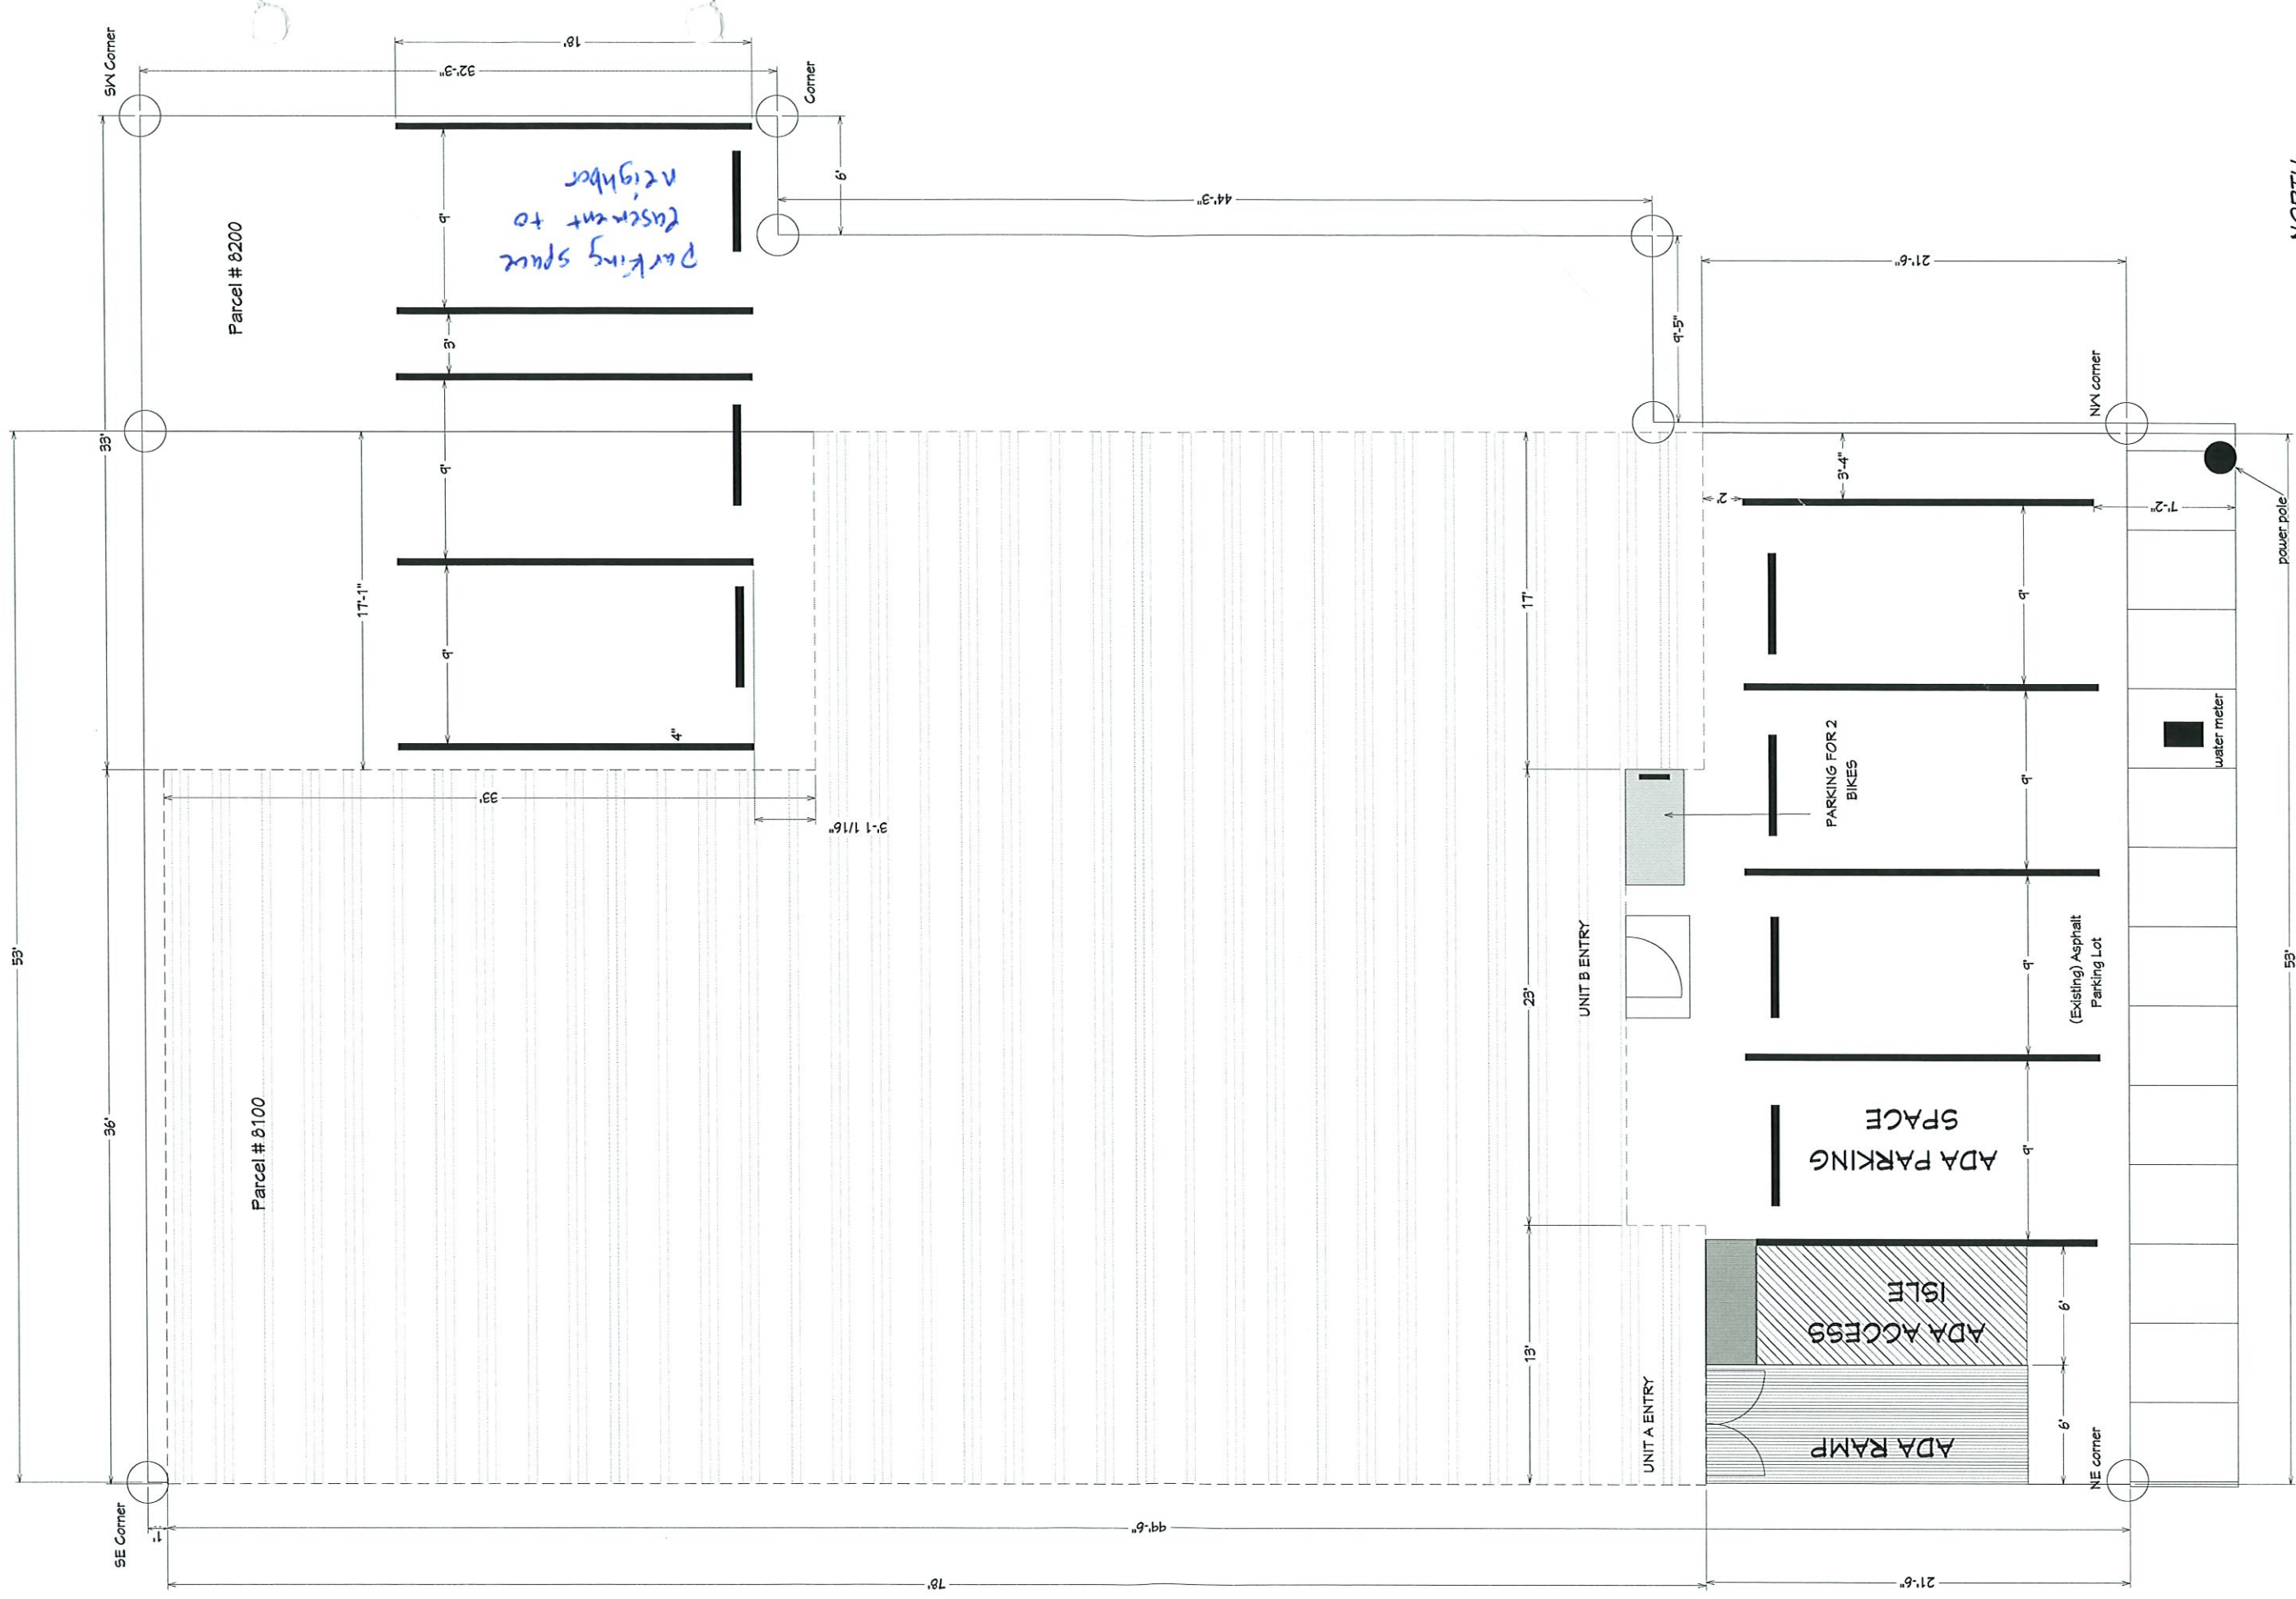 SW Corner
18'
32'-3"
Corner
Parcel # 8200
9'
Parking space
easement to
neighbor
6'
44'-3"
3'
33'
9'
17'-1"
9'
4"
33'
3'-1 1/16"
53'
36'
Parcel # 8100
SE Corner
1'
99'-6"
78'
21'-6"
9'-5"
21'-6"
NW corner
3'-4"
2'
7'-2"
power pole
17'
9'
PARKING FOR 2
BIKES
9'
water meter
UNIT B ENTRY
23'
9'
(Existing) Asphalt
Parking Lot
53'
ADA PARKING
SPACE
9'
13'
UNIT A ENTRY
ADA ACCESS
ISLE
6'
ADA RAMP
6'
NE corner